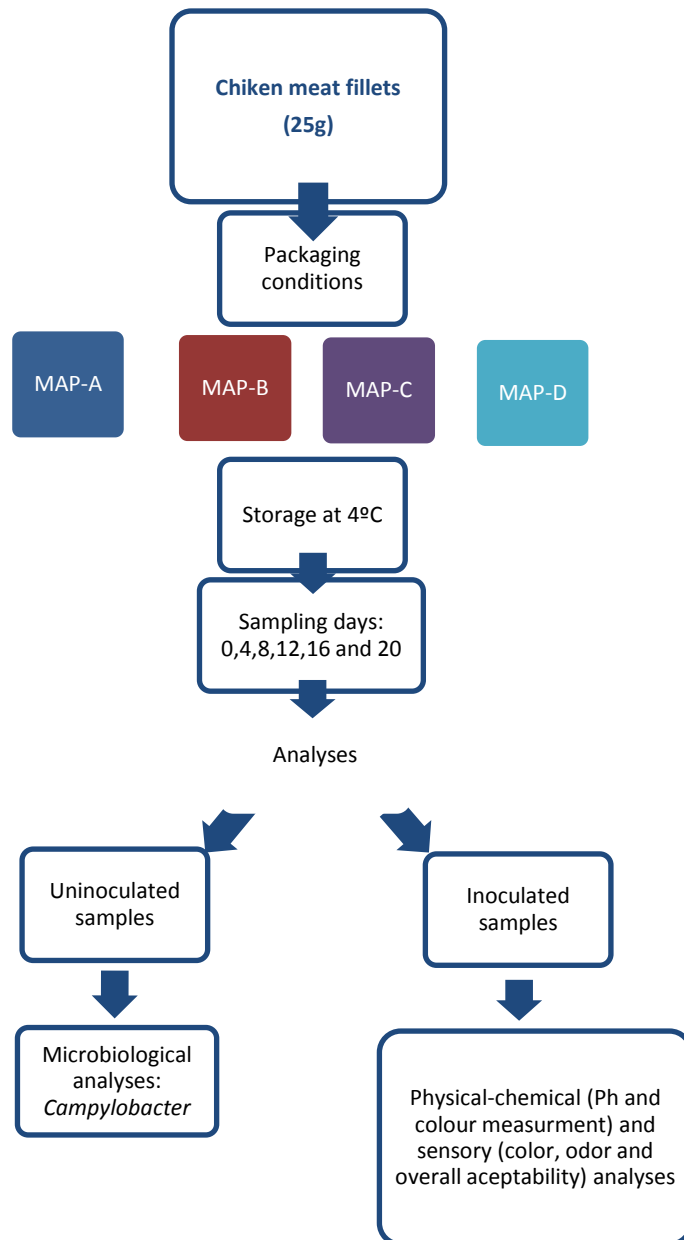 Chiken meat fillets
(25g)
Packaging
conditions
MAP-A
MAP-B
MAP-C
MAP-D
Storage at 4ºC
Sampling days:
0,4,8,12,16 and 20
Analyses
Uninoculated
samples
Inoculated
samples
Microbiological
analyses:
Campylobacter
Physical-chemical (Ph and
colour measurment) and
sensory (color, odor and
overall aceptability) analyses